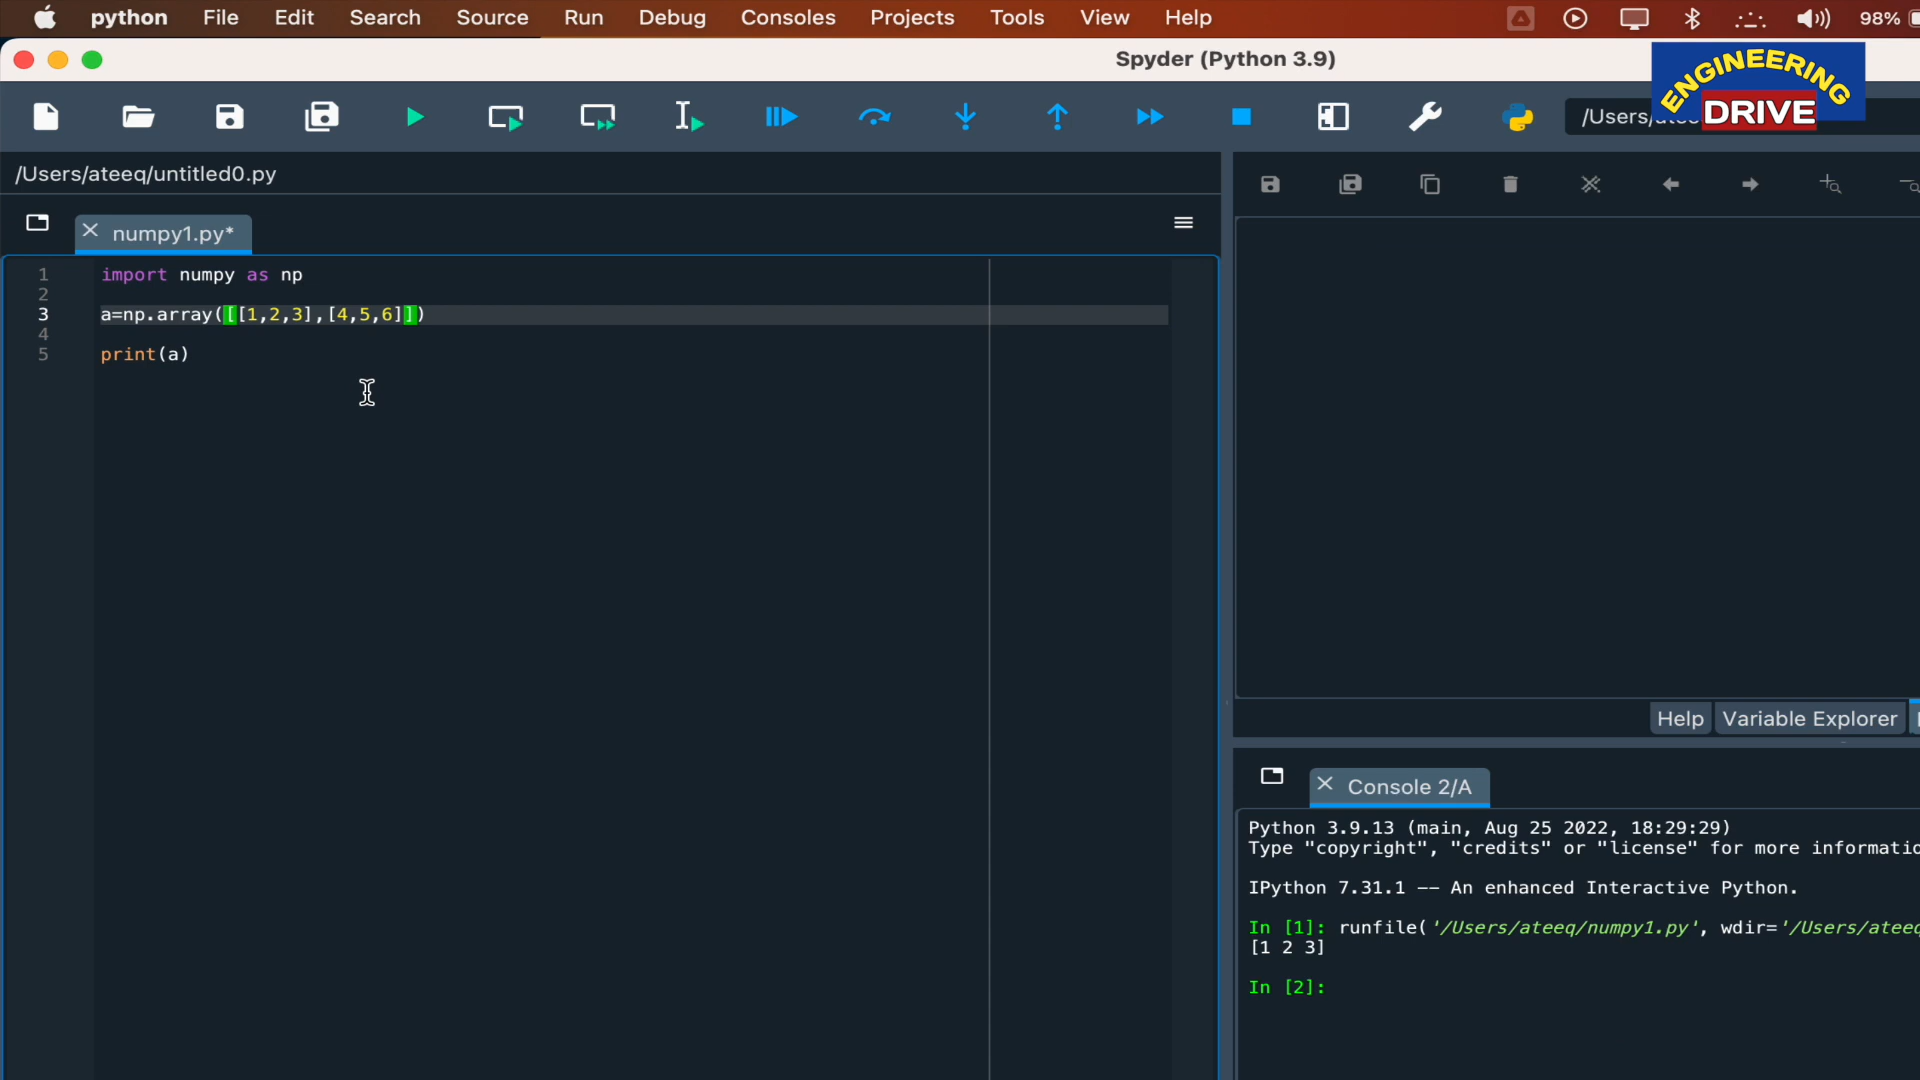 python File Edit Search Source Run Debug Consoles Projects Tools View Help 98%
Spyder (Python 3.9)
ENGINEERING
DRIVE
/Users/
/Users/ateeq/untitled0.py
numpy1.py*
1 import numpy as np
2
3 a=np.array([[1,2,3],[4,5,6]])
4
5 print(a)
Help Variable Explorer
Console 2/A
Python 3.9.13 (main, Aug 25 2022, 18:29:29)
Type "copyright", "credits" or "license" for more informatio
IPython 7.31.1 -- An enhanced Interactive Python.
In [1]: runfile('/Users/ateeq/numpy1.py', wdir='/Users/ateeq
[1 2 3]
In [2]: